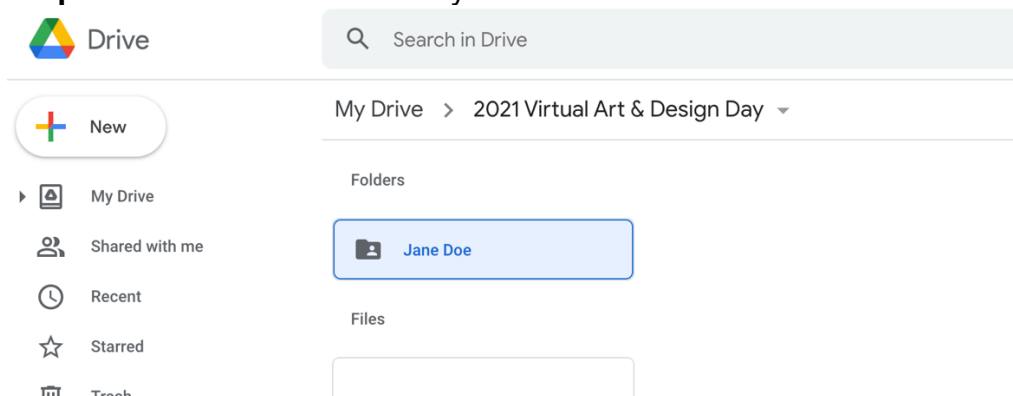 Drive
Search in Drive
My Drive > 2021 Virtual Art & Design Day
New
Folders
My Drive
Jane Doe
Shared with me
Recent
Files
Starred
Trash